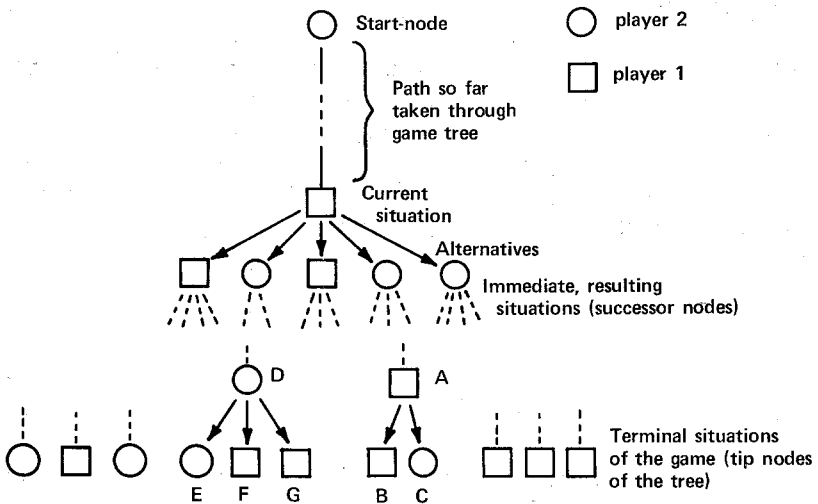 Start-node
player 2
player 1
Path so far
taken through
game tree
Current
situation
Alternatives
Immediate, resulting
situations (successor nodes)
D
A
Terminal situations
of the game (tip nodes
of the tree)
E F G B C